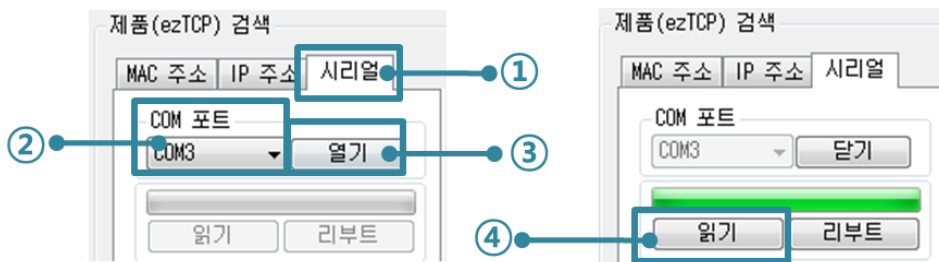 제품(ezTCP) 검색
MAC 주소 IP 주소 시리얼
①
COM 포트
②
COM3 열기
③
읽기 리부트
제품(ezTCP) 검색
MAC 주소 IP 주소 시리얼
COM 포트
COM3 닫기
④
읽기 리부트